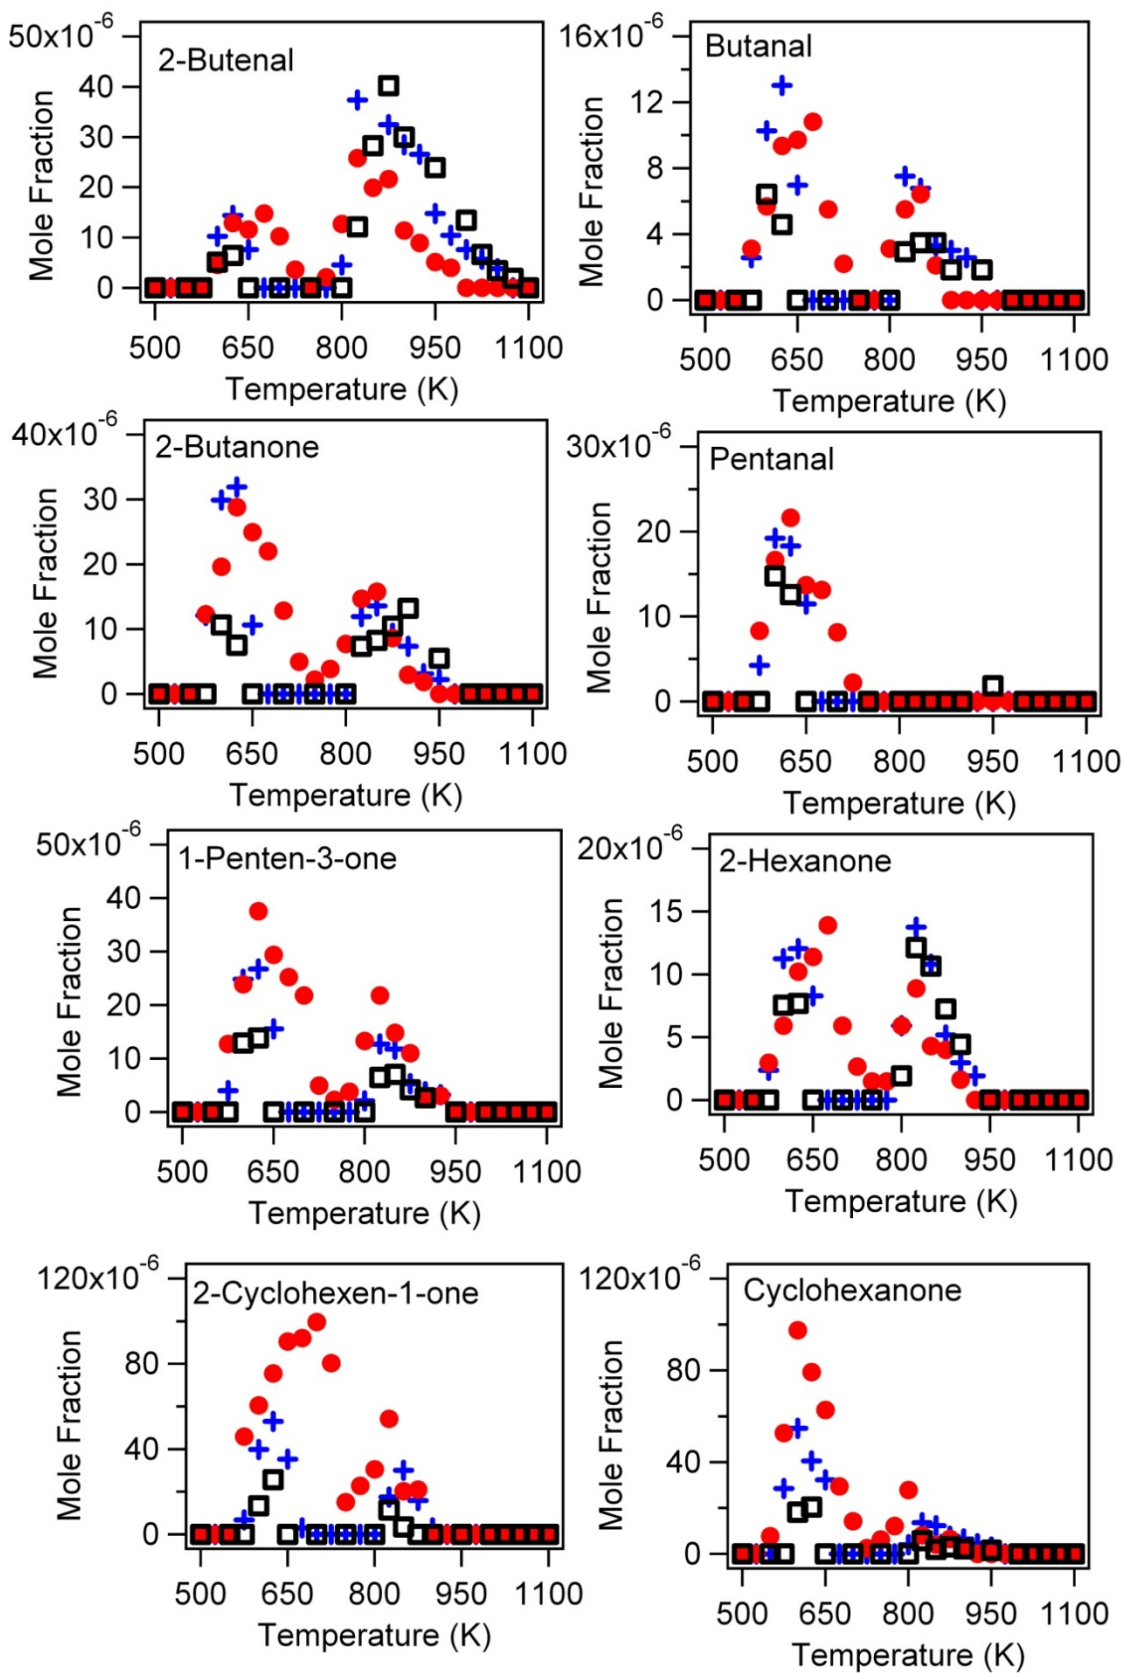 50x10-6
2-Butenal
40
30
20
10
0
Mole Fraction
500 650 800 950 1100
Temperature (K)
16x10-6
Butanal
12
8
4
0
Mole Fraction
500 650 800 950 1100
Temperature (K)
40x10-6
2-Butanone
30
20
10
0
Mole Fraction
500 650 800 950 1100
Temperature (K)
30x10-6
Pentanal
20
10
0
Mole Fraction
500 650 800 950 1100
Temperature (K)
50x10-6
1-Penten-3-one
40
30
20
10
0
Mole Fraction
500 650 800 950 1100
Temperature (K)
20x10-6
2-Hexanone
15
10
5
0
Mole Fraction
500 650 800 950 1100
Temperature (K)
120x10-6
2-Cyclohexen-1-one
80
40
0
Mole Fraction
500 650 800 950 1100
Temperature (K)
120x10-6
Cyclohexanone
80
40
0
Mole Fraction
500 650 800 950 1100
Temperature (K)